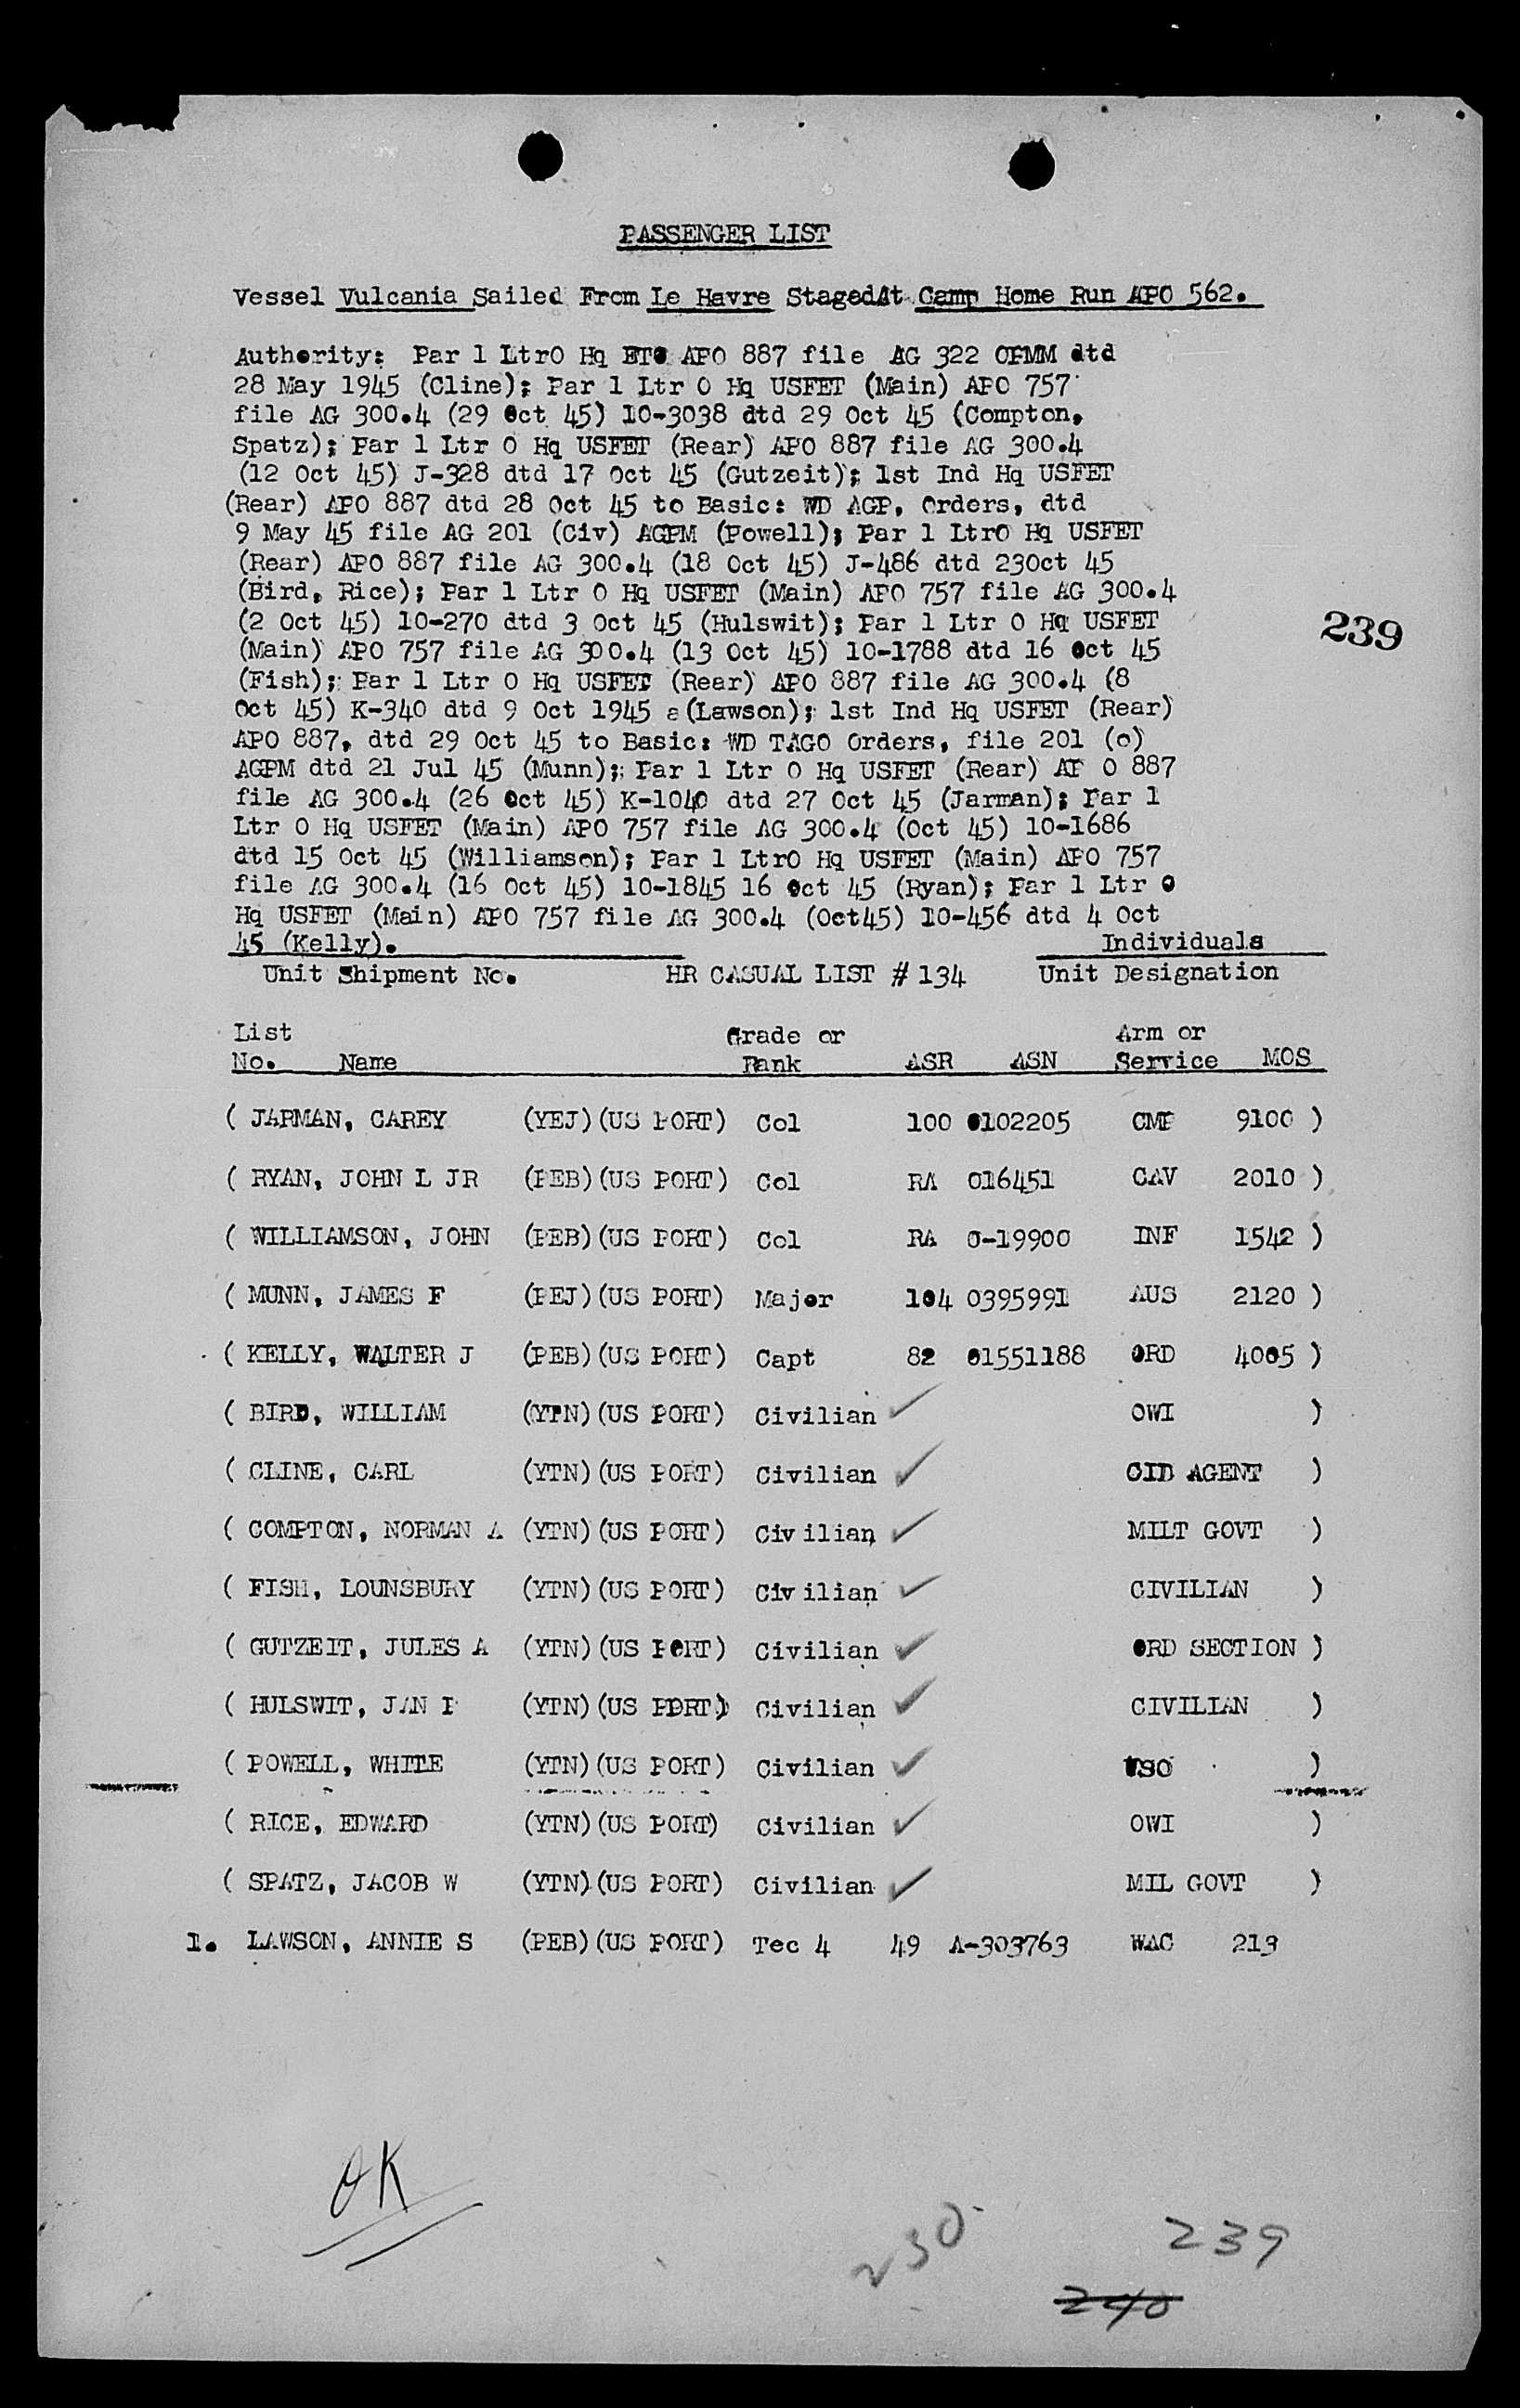 PASSENGER LIST
Vessel Vulcania Sailed From Le Havre StagedAt Camp Home Run APO 562.
Authority: Par 1 LtrO Hq ETO APO 887 file AG 322 OPMM dtd
28 May 1945 (Cline); Par 1 Ltr O Hq USFET (Main) APO 757
file AG 300.4 (29 Oct 45) 10-3038 dtd 29 Oct 45 (Compton,
Spatz); Par 1 Ltr O Hq USFET (Rear) APO 887 file AG 300.4
(12 Oct 45) J-328 dtd 17 Oct 45 (Gutzeit); 1st Ind Hq USFET
(Rear) APO 887 dtd 28 Oct 45 to Basic: WD AGP, Orders, dtd
9 May 45 file AG 201 (Civ) AGPM (Powell); Par 1 LtrO Hq USFET
(Rear) APO 887 file AG 300.4 (18 Oct 45) J-486 dtd 23Oct 45
(Bird, Rice); Par 1 Ltr O Hq USFET (Main) APO 757 file AG 300.4
(2 Oct 45) 10-270 dtd 3 Oct 45 (Hulswit); Par 1 Ltr O Hq USFET
239
(Main) APO 757 file AG 300.4 (13 Oct 45) 10-1788 dtd 16 Oct 45
(Fish); Par 1 Ltr O Hq USFET (Rear) APO 887 file AG 300.4 (8
Oct 45) K-340 dtd 9 Oct 1945 (Lawson); 1st Ind Hq USFET (Rear)
APO 887, dtd 29 Oct 45 to Basic: WD TAGO Orders, file 201 (o)
AGPM dtd 21 Jul 45 (Munn); Par 1 Ltr O Hq USFET (Rear) AP O 887
file AG 300.4 (26 Oct 45) K-1040 dtd 27 Oct 45 (Jarman); Par 1
Ltr O Hq USFET (Main) APO 757 file AG 300.4 (Oct 45) 10-1686
dtd 15 Oct 45 (Williamson); Par 1 LtrO Hq USFET (Main) APO 757
file AG 300.4 (16 Oct 45) 10-1845 16 Oct 45 (Ryan); Par 1 Ltr O
Hq USFET (Main) APO 757 file AG 300.4 (Oct45) 10-456 dtd 4 Oct
45 (Kelly). Individuals
Unit Shipment No. HR CASUAL LIST # 134 Unit Designation
List Grade or Arm or
No. Name Rank ASR ASN Service MOS
( JARMAN, CAREY (YEJ)(US PORT) Col 100 0102205 CMP 9100 )
( RYAN, JOHN L JR (PEB)(US PORT) Col RA 016451 CAV 2010 )
( WILLIAMSON, JOHN (PEB)(US PORT) Col RA O-19900 INF 1542 )
( MUNN, JAMES F (PEJ)(US PORT) Major 104 0395991 AUS 2120 )
( KELLY, WALTER J (PEB)(US PORT) Capt 82 01551188 ORD 4005 )
( BIRD, WILLIAM (YTN)(US PORT) Civilian ✓ OWI )
( CLINE, CARL (YTN)(US PORT) Civilian ✓ CID AGENT )
( COMPTON, NORMAN A (YTN)(US PORT) Civilian ✓ MILT GOVT )
( FISH, LOUNSBURY (YTN)(US PORT) Civilian ✓ CIVILIAN )
( GUTZEIT, JULES A (YTN)(US PORT) Civilian ✓ ORD SECTION )
( HULSWIT, JAN P (YTN)(US PORT) Civilian ✓ CIVILIAN )
( POWELL, WHITE (YTN)(US PORT) Civilian ✓ USO )
( RICE, EDWARD (YTN)(US PORT) Civilian ✓ OWI )
( SPATZ, JACOB W (YTN)(US PORT) Civilian ✓ MIL GOVT )
1. LAWSON, ANNIE S (PEB)(US PORT) Tec 4 49 A-303763 WAC 213
OK
230
239
240